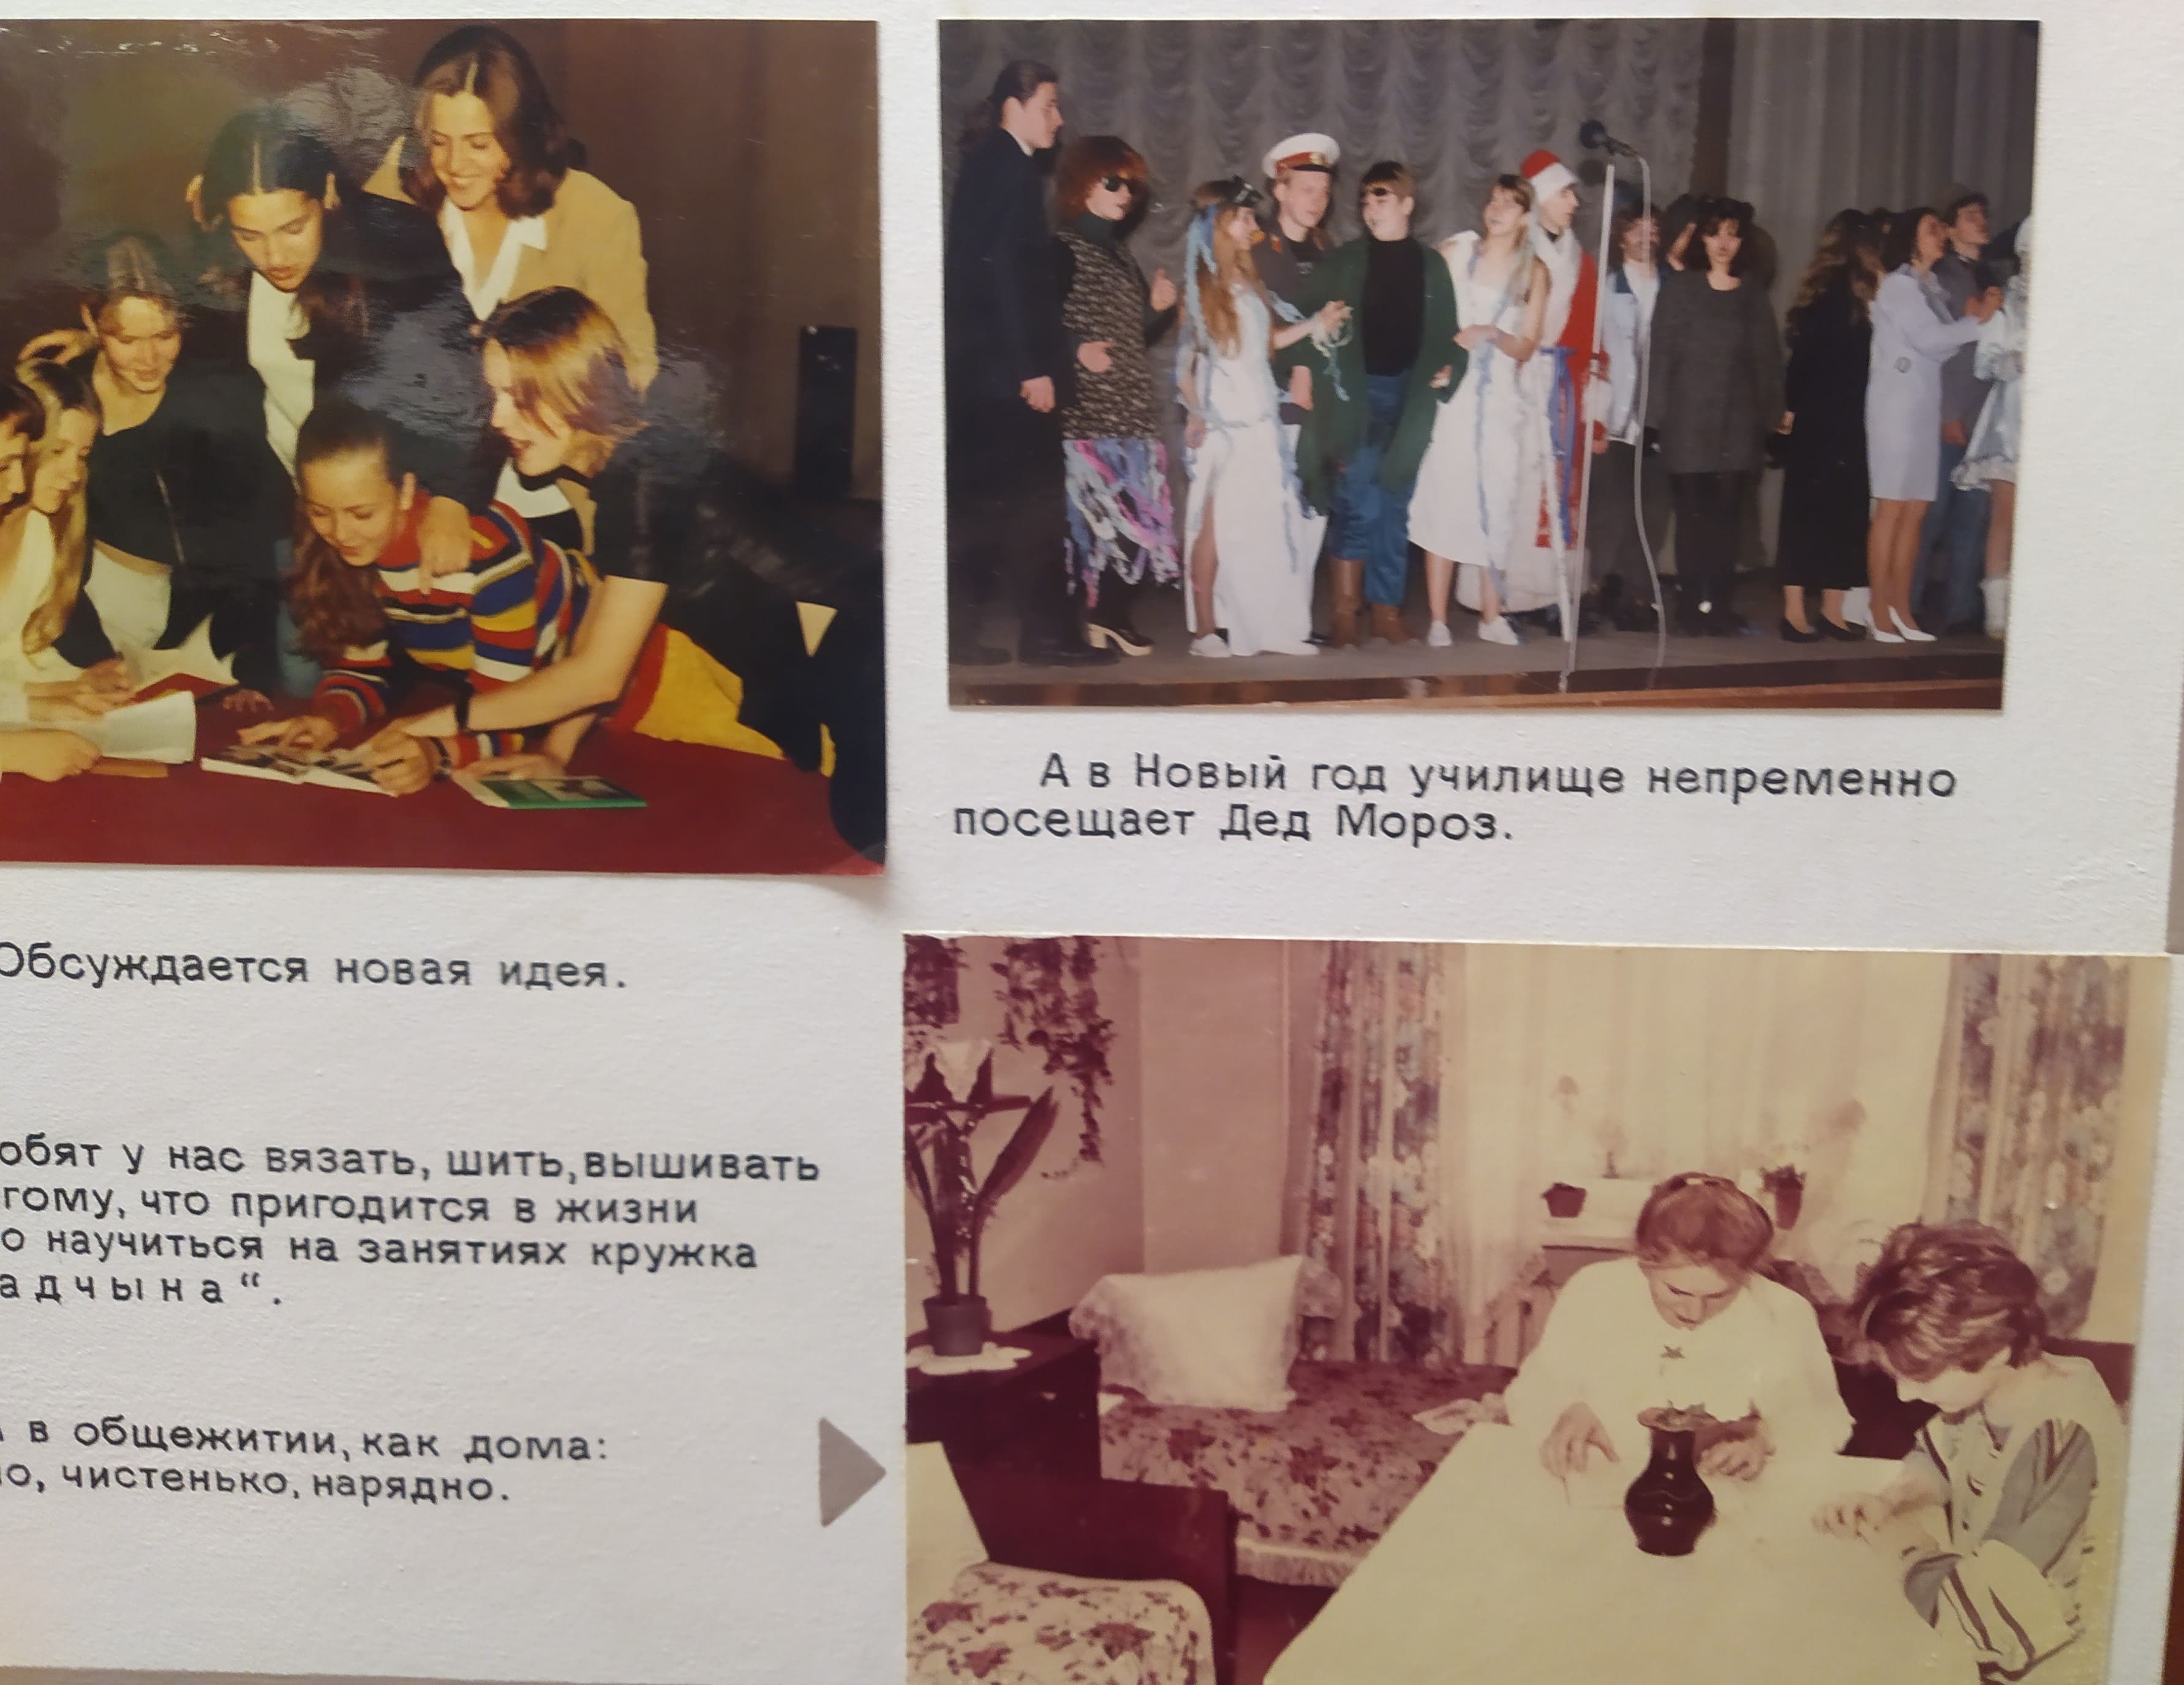 А в Новый год училище непременно
посещает Дед Мороз.
Обсуждается новая идея.
обят у нас вязать, шить, вышивать
тому, что пригодится в жизни
о научиться на занятиях кружка
адчына“.
в общежитии, как дома:
о, чистенько, нарядно.